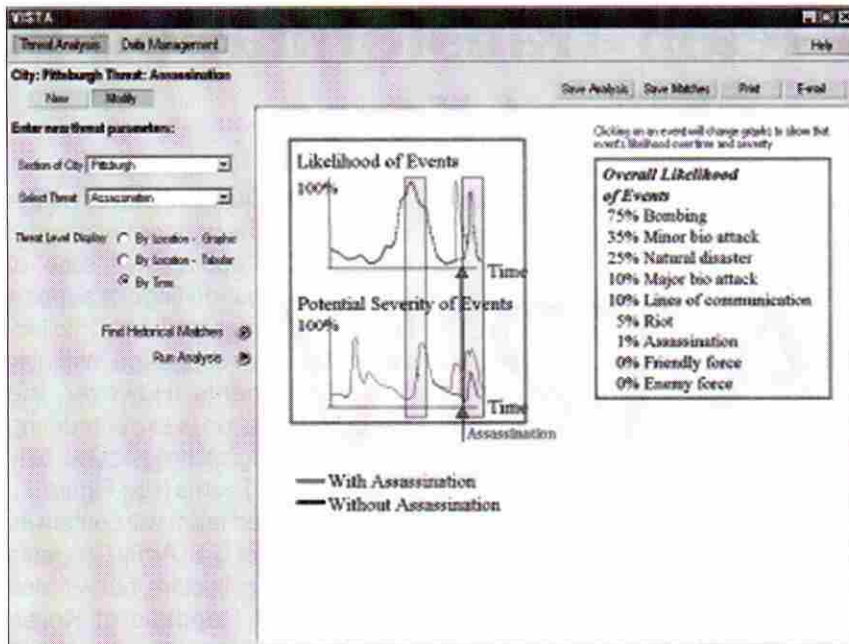 VISTA
Threat Analysis Data Management Help
City: Pittsburgh Threat: Assassination
New Modify
Save Analysis Save Matches Print E-mail
Enter new threat parameters:
Section of City Pittsburgh
Select Threat Assassination
Threat Level Display By Location - Graphic
By Location - Tabular
By Time
Find Historical Matches
Run Analysis
Likelihood of Events
100%
Time
Potential Severity of Events
100%
Time
Assassination
With Assassination
Without Assassination
Clicking on an event will change graphs to show that
event's likelihood over time and severity
Overall Likelihood
of Events
75% Bombing
35% Minor bio attack
25% Natural disaster
10% Major bio attack
10% Lines of communication
5% Riot
1% Assassination
0% Friendly force
0% Enemy force